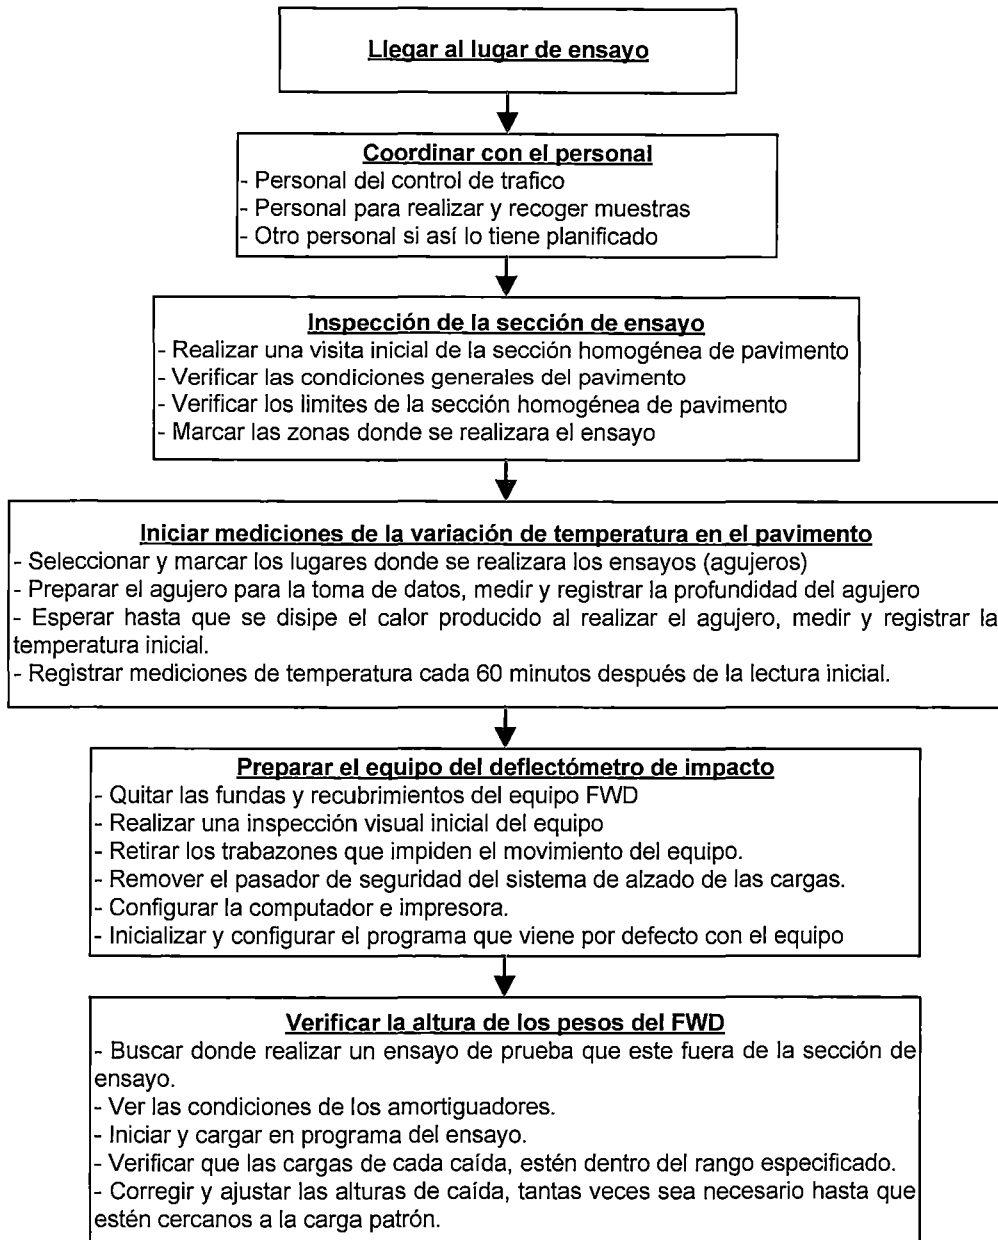 Llegar al lugar de ensayo
Coordinar con el personal
- Personal del control de trafico
- Personal para realizar y recoger muestras
- Otro personal si así lo tiene planificado
Inspección de la sección de ensayo
- Realizar una visita inicial de la sección homogénea de pavimento
- Verificar las condiciones generales del pavimento
- Verificar los limites de la sección homogénea de pavimento
- Marcar las zonas donde se realizara el ensayo
Iniciar mediciones de la variación de temperatura en el pavimento
- Seleccionar y marcar los lugares donde se realizara los ensayos (agujeros)
- Preparar el agujero para la toma de datos, medir y registrar la profundidad del agujero
- Esperar hasta que se disipe el calor producido al realizar el agujero, medir y registrar la
temperatura inicial.
- Registrar mediciones de temperatura cada 60 minutos después de la lectura inicial.
Preparar el equipo del deflectómetro de impacto
- Quitar las fundas y recubrimientos del equipo FWD
- Realizar una inspección visual inicial del equipo
- Retirar los trabazones que impiden el movimiento del equipo.
- Remover el pasador de seguridad del sistema de alzado de las cargas.
- Configurar la computador e impresora.
- Inicializar y configurar el programa que viene por defecto con el equipo
Verificar la altura de los pesos del FWD
- Buscar donde realizar un ensayo de prueba que este fuera de la sección de
ensayo.
- Ver las condiciones de los amortiguadores.
- Iniciar y cargar en programa del ensayo.
- Verificar que las cargas de cada caída, estén dentro del rango especificado.
- Corregir y ajustar las alturas de caída, tantas veces sea necesario hasta que
estén cercanos a la carga patrón.